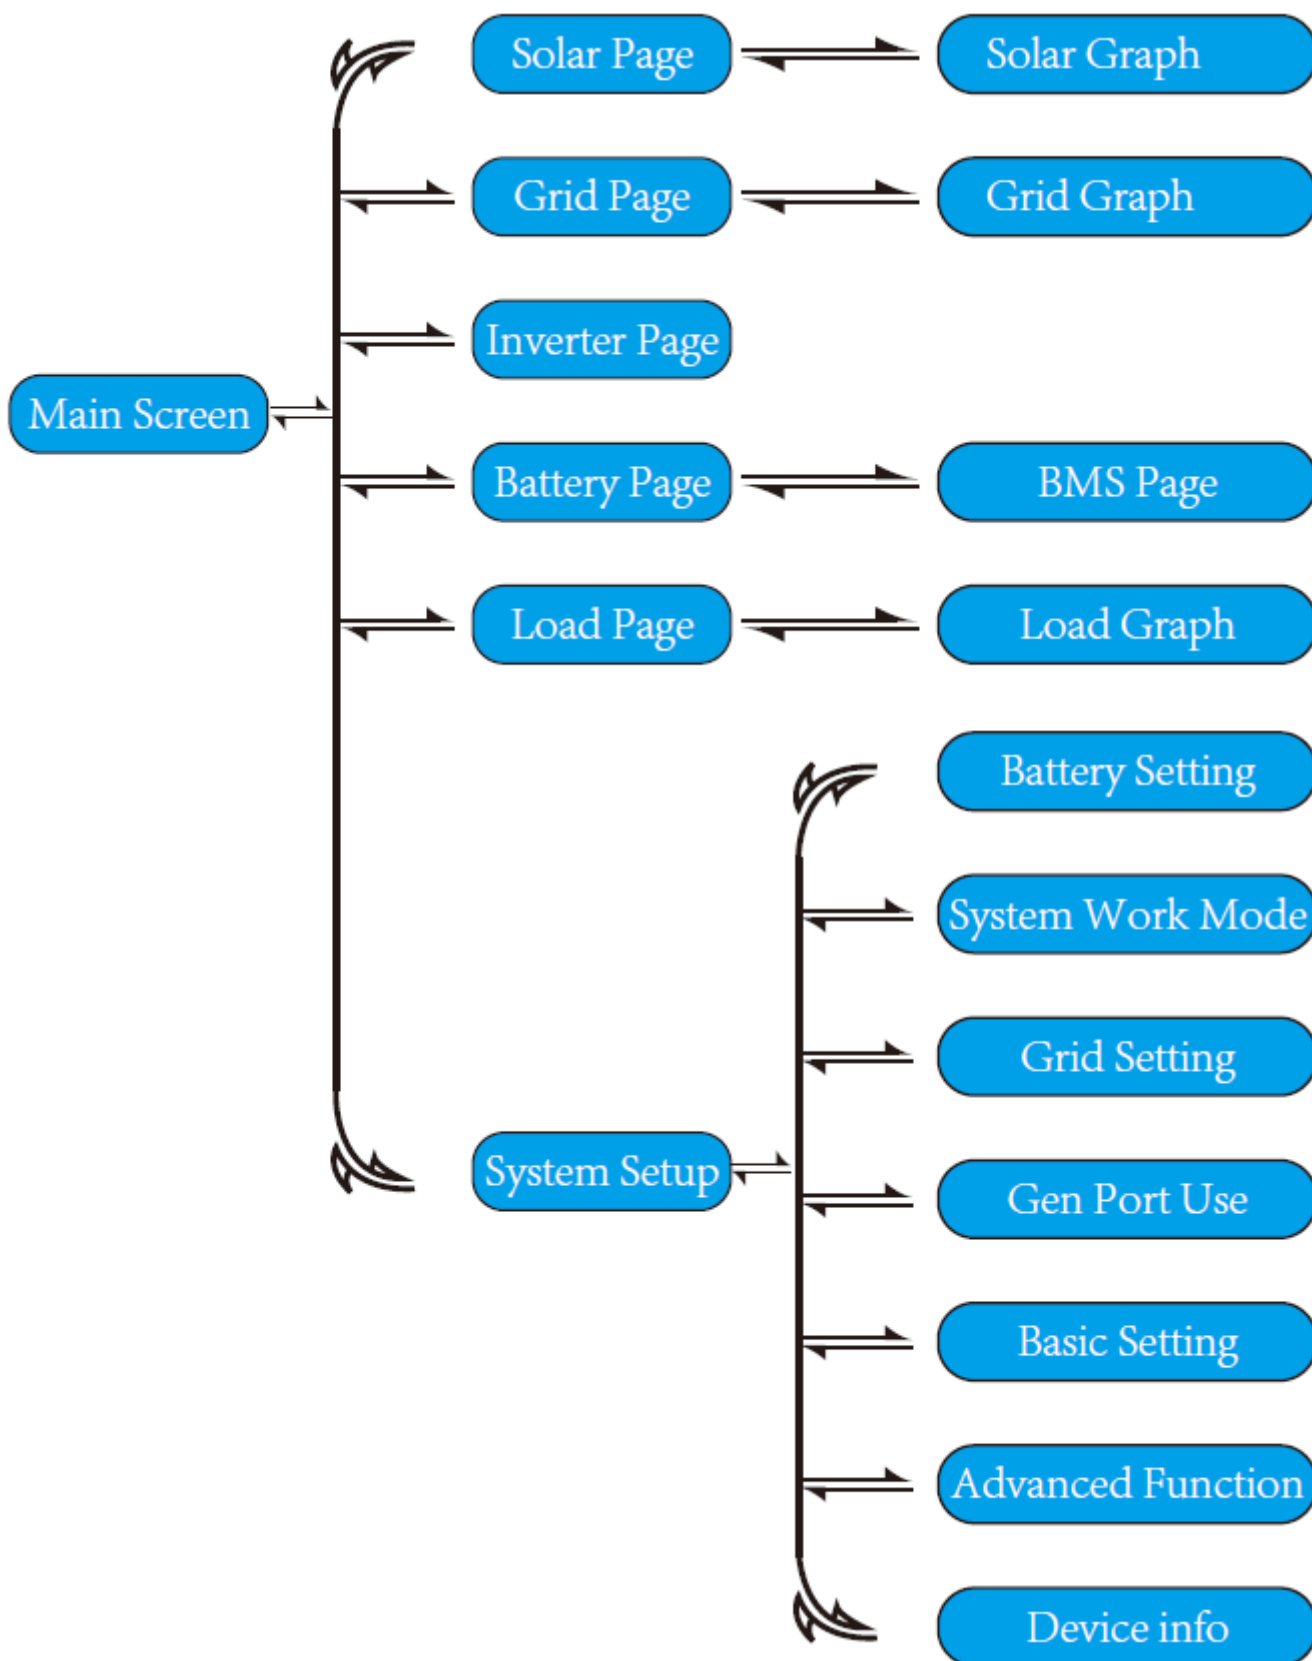 Solar Page
Solar Graph
Grid Page
Grid Graph
Inverter Page
Main Screen
Battery Page
BMS Page
Load Page
Load Graph
Battery Setting
System Work Mode
Grid Setting
System Setup
Gen Port Use
Basic Setting
Advanced Function
Device info